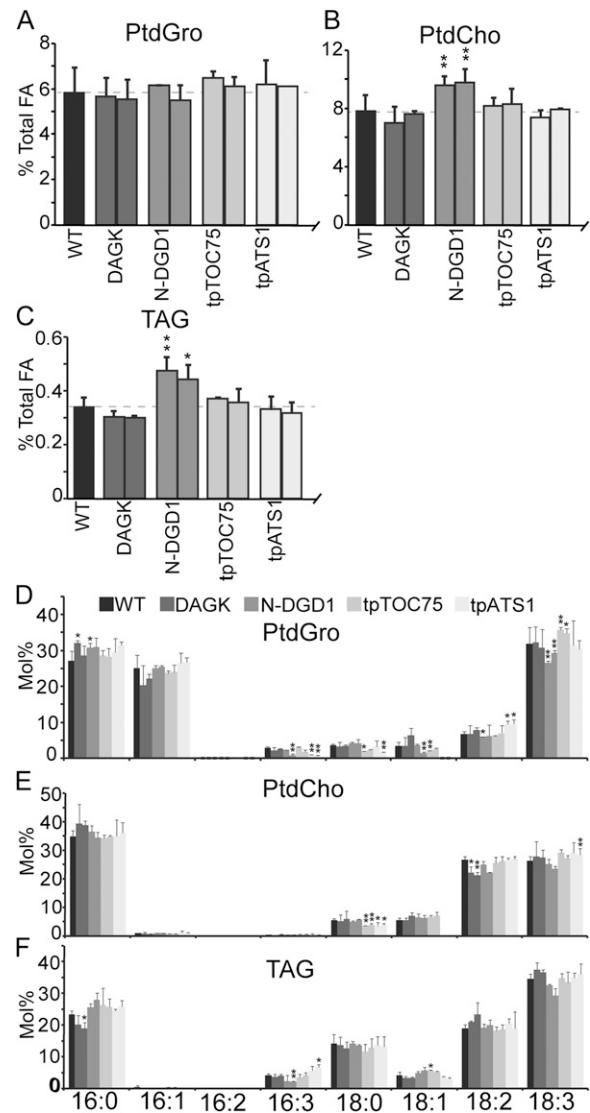 A
PtdGro
% Total FA
8
6
4
2
0
WT
DAGK
N-DGD1
tpTOC75
tpATS1
B
PtdCho
12
8
4
0
** **
WT
DAGK
N-DGD1
tpTOC75
tpATS1
C
TAG
% Total FA
0.6
0.4
0.2
0
** *
WT
DAGK
N-DGD1
tpTOC75
tpATS1
D
WT DAGK N-DGD1 tpTOC75 tpATS1
PtdGro
Mol%
40
30
20
10
0
E
PtdCho
Mol%
50
40
30
20
10
0
F
TAG
Mol%
40
30
20
10
0
16:0 16:1 16:2 16:3 18:0 18:1 18:2 18:3